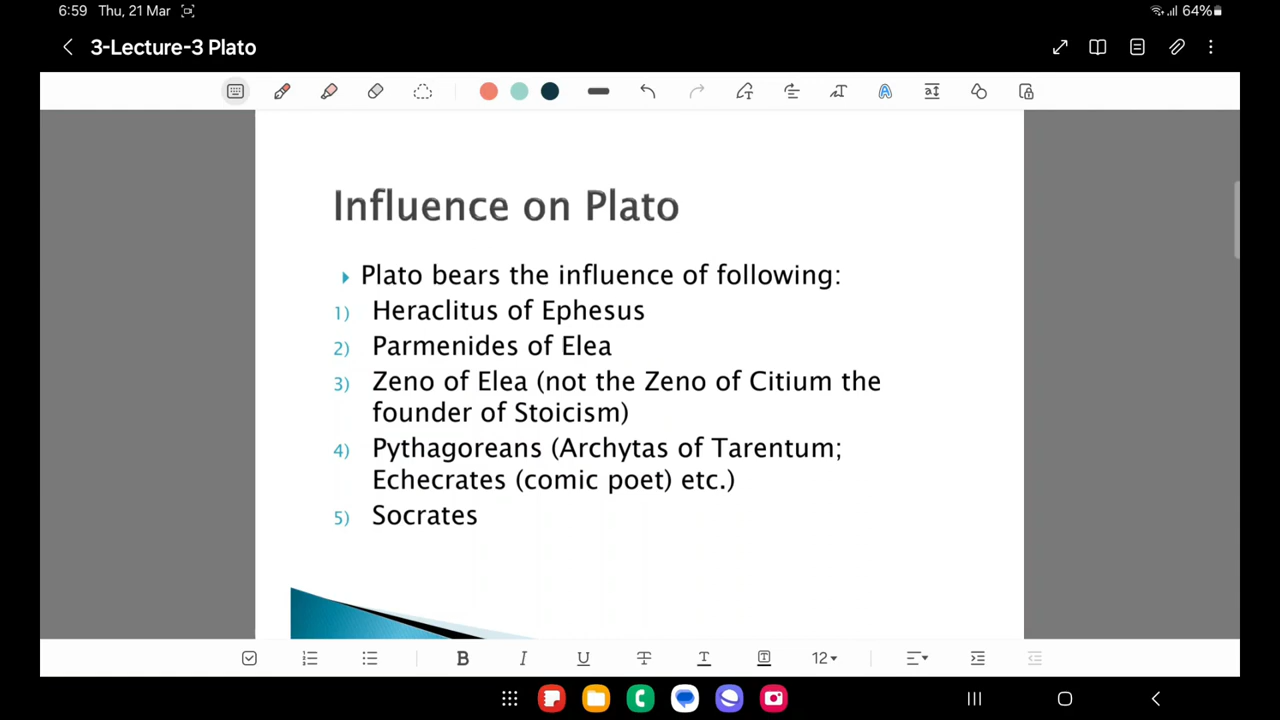 6:59 Thu, 21 Mar 64%
3-Lecture-3 Plato
Influence on Plato
Plato bears the influence of following:
1) Heraclitus of Ephesus
2) Parmenides of Elea
3) Zeno of Elea (not the Zeno of Citium the
founder of Stoicism)
4) Pythagoreans (Archytas of Tarentum;
Echecrates (comic poet) etc.)
5) Socrates
B I U T T T 12